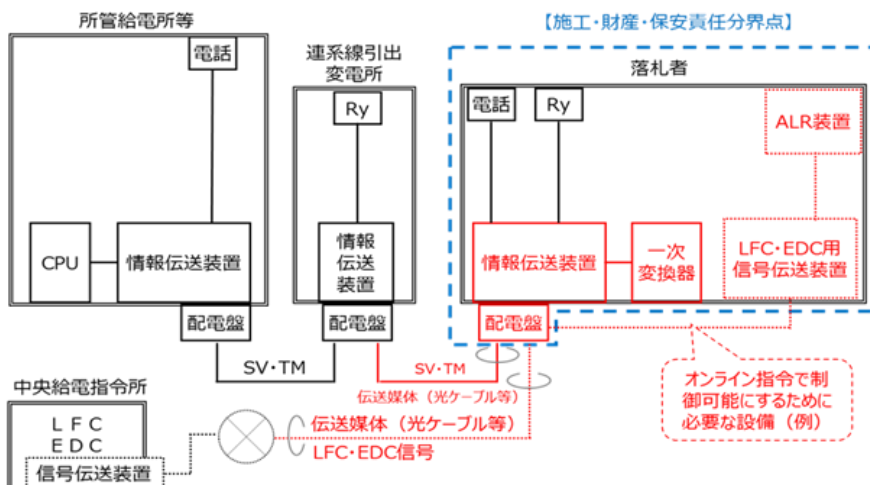 所管給電所等
電話
CPU
情報伝送装置
配電盤
連系線引出
変電所
Ry
情報
伝送
装置
配電盤
【施工・財産・保安責任分界点】
落札者
電話
Ry
ALR装置
情報伝送装置
一次
変換器
LFC・EDC用
信号伝送装置
配電盤
SV・TM
SV・TM
伝送媒体（光ケーブル等）
オンライン指令で制
御可能にするために
必要な設備（例）
中央給電指令所
ＬＦＣ
ＥＤＣ
信号伝送装置
伝送媒体（光ケーブル等）
LFC・EDC信号